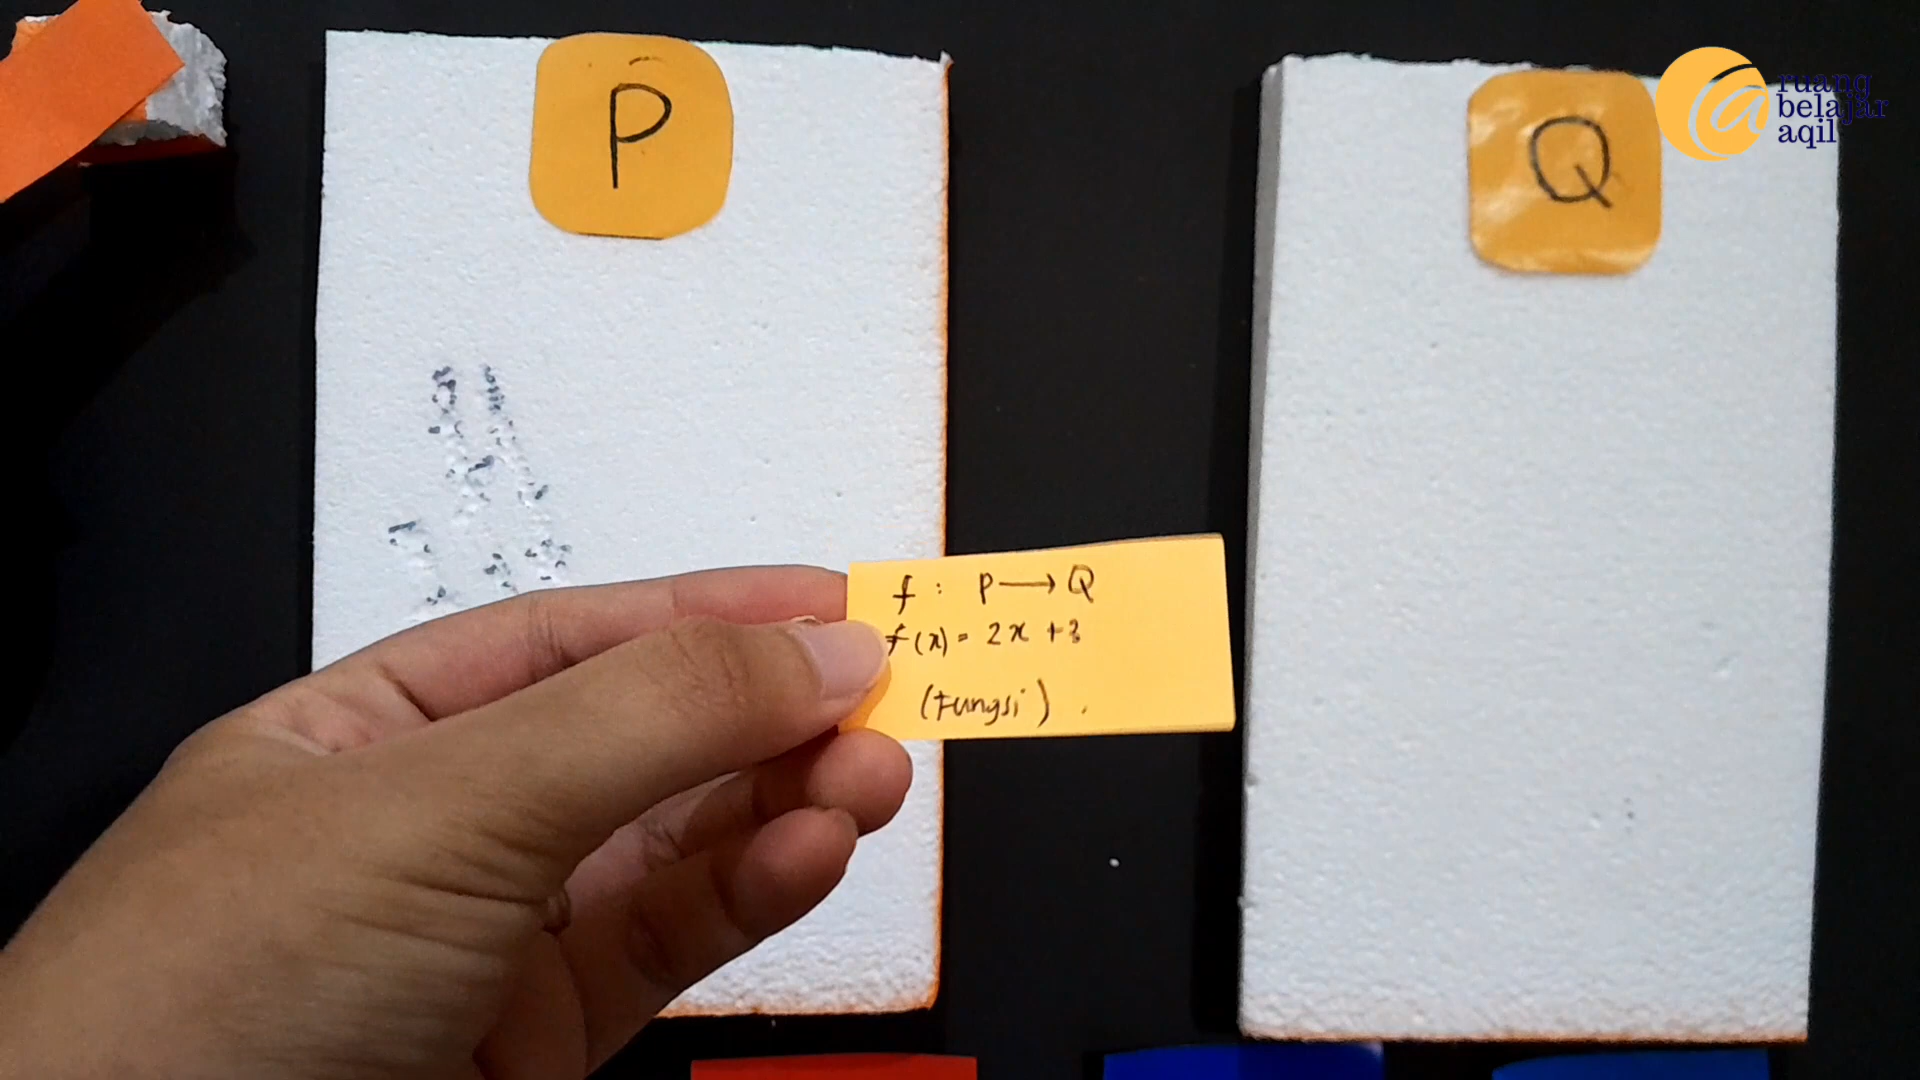 P
Q
ruang
belajar
aqil
f : P → Q
f(x) = 2x + 3
(Fungsi) .